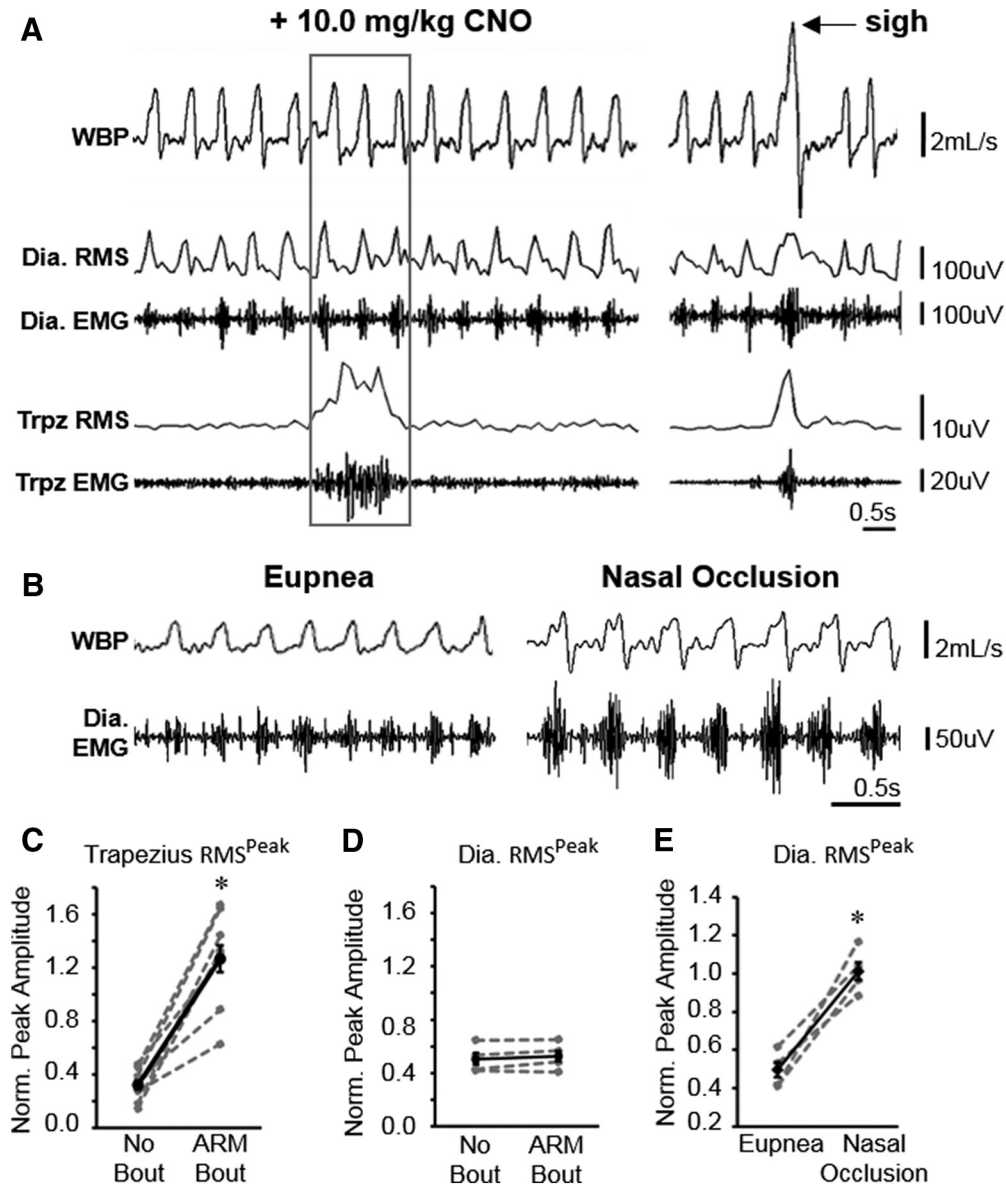 A
+ 10.0 mg/kg CNO
sigh
WBP
2mL/s
Dia. RMS
100uV
Dia. EMG
100uV
Trpz RMS
10uV
Trpz EMG
20uV
0.5s
B
Eupnea
Nasal Occlusion
WBP
2mL/s
Dia.
EMG
50uV
0.5s
C
Trapezius RMS^Peak
*
Norm. Peak Amplitude
1.6
1.2
0.8
0.4
0.0
No
Bout
ARM
Bout
D
Dia. RMS^Peak
Norm. Peak Amplitude
1.6
1.2
0.8
0.4
0.0
No
Bout
ARM
Bout
E
Dia. RMS^Peak
*
Norm. Peak Amplitude
1.4
1.2
1.0
0.8
0.6
0.4
0.2
Eupnea
Nasal
Occlusion